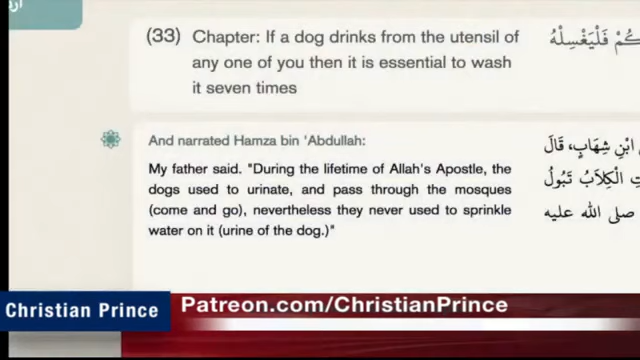 (33) Chapter: If a dog drinks from the utensil of
any one of you then it is essential to wash
it seven times
كُمْ فَلْيَغْسِلْهُ
And narrated Hamza bin 'Abdullah:
My father said. "During the lifetime of Allah's Apostle, the
dogs used to urinate, and pass through the mosques
(come and go), nevertheless they never used to sprinkle
water on it (urine of the dog.)"
ابْنِ شِهَابٍ، قَالَ
الْكِلاَبُ تَبُولُ
صلى الله عليه
Christian Prince
Patreon.com/ChristianPrince